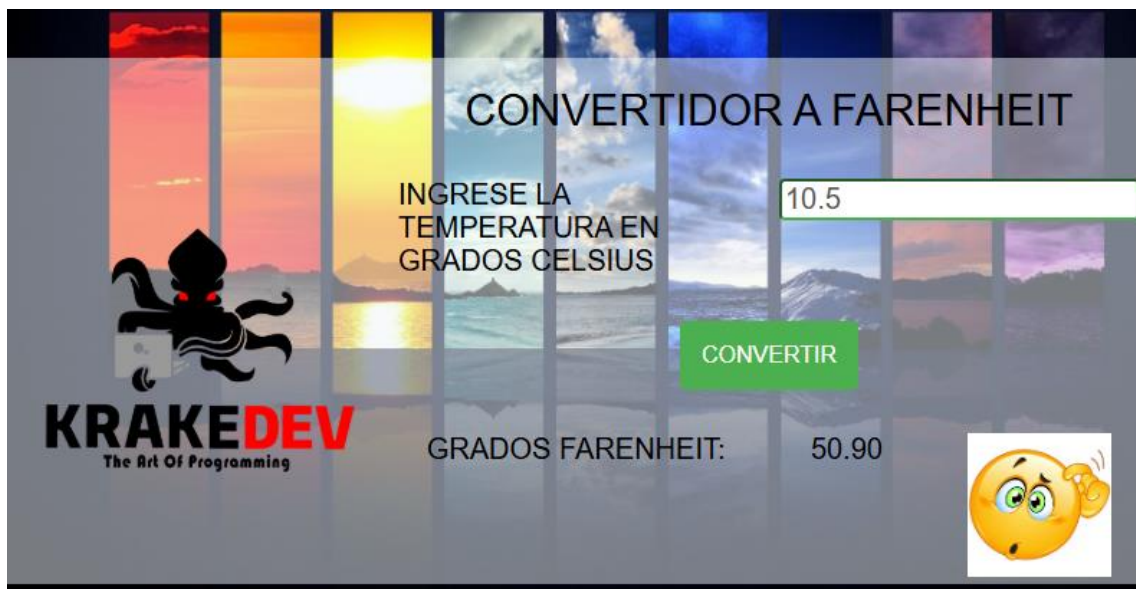 CONVERTIDOR A FARENHEIT
INGRESE LA
TEMPERATURA EN
GRADOS CELSIUS
10.5
CONVERTIR
KRAKEDEV
The Art Of Programming
GRADOS FARENHEIT: 50.90